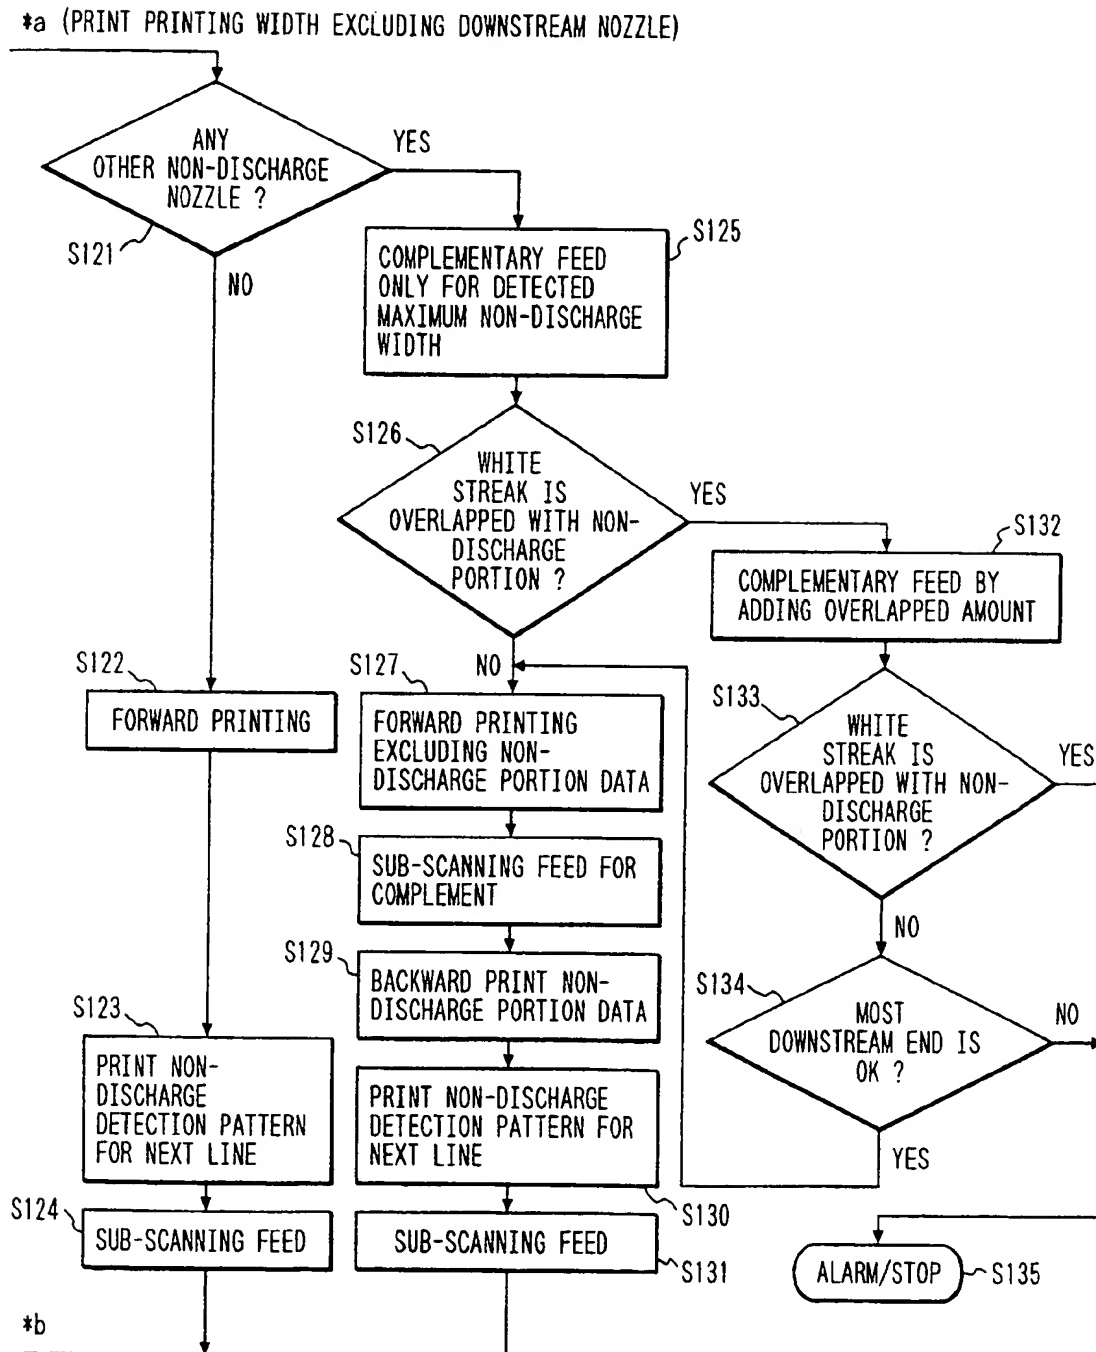 *a (PRINT PRINTING WIDTH EXCLUDING DOWNSTREAM NOZZLE)
ANY
OTHER NON-DISCHARGE
NOZZLE ?
YES
S121
NO
S125
COMPLEMENTARY FEED
ONLY FOR DETECTED
MAXIMUM NON-DISCHARGE
WIDTH
S126
WHITE
STREAK IS
OVERLAPPED WITH NON-
DISCHARGE
PORTION ?
YES
NO
S132
COMPLEMENTARY FEED BY
ADDING OVERLAPPED AMOUNT
S122
FORWARD PRINTING
S127
FORWARD PRINTING
EXCLUDING NON-
DISCHARGE PORTION DATA
S133
WHITE
STREAK IS
OVERLAPPED WITH NON-
DISCHARGE
PORTION ?
YES
NO
S128
SUB-SCANNING FEED FOR
COMPLEMENT
S129
BACKWARD PRINT NON-
DISCHARGE PORTION DATA
S134
MOST
DOWNSTREAM END IS
OK ?
NO
YES
S123
PRINT NON-
DISCHARGE
DETECTION PATTERN
FOR NEXT LINE
PRINT NON-DISCHARGE
DETECTION PATTERN FOR
NEXT LINE
S130
S124
SUB-SCANNING FEED
SUB-SCANNING FEED
S131
ALARM/STOP
S135
*b